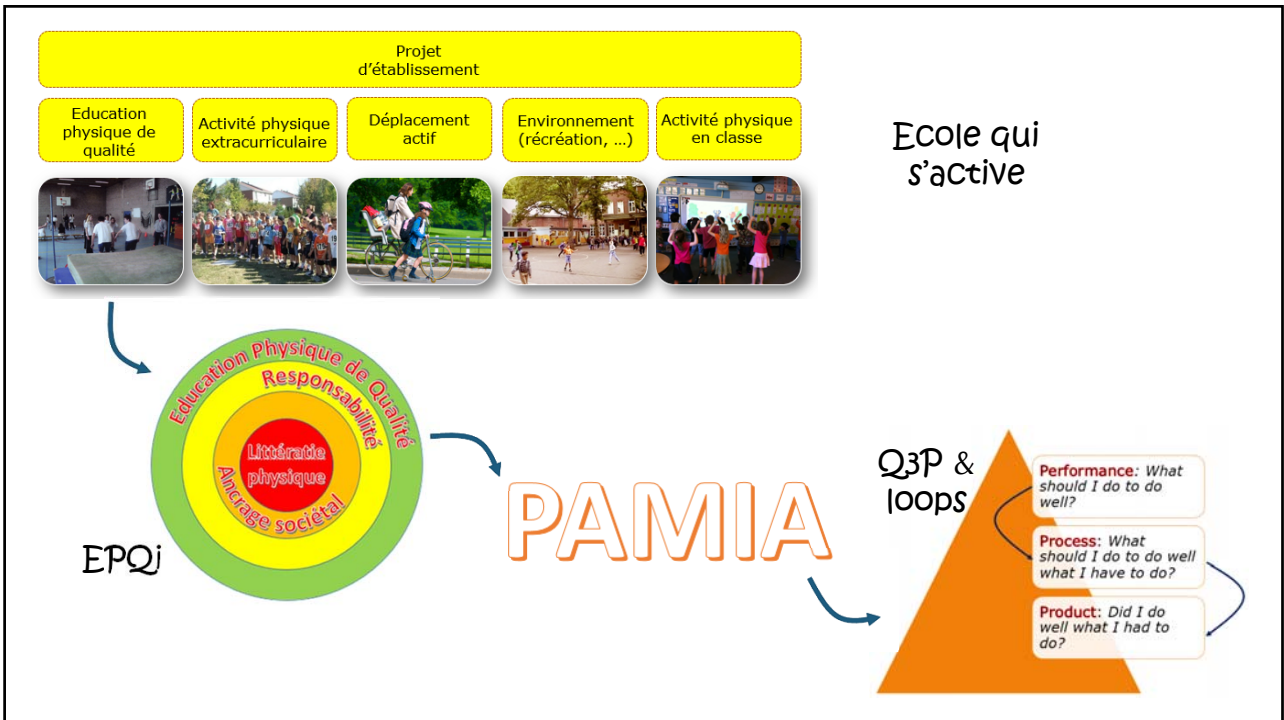 Projet
d'établissement
Education
physique de
qualité
Activité physique
extracurriculaire
Déplacement
actif
Environnement
(récréation, ...)
Activité physique
en classe
Ecole qui
s'active
Education Physique de Qualité
Responsabilité
Littératie
physique
Ancrage sociétal
EPQi
PAMIA
Q3P &
loops
Performance: What
should I do to do
well?
Process: What
should I do to do well
what I have to do?
Product: Did I do
well what I had to
do?